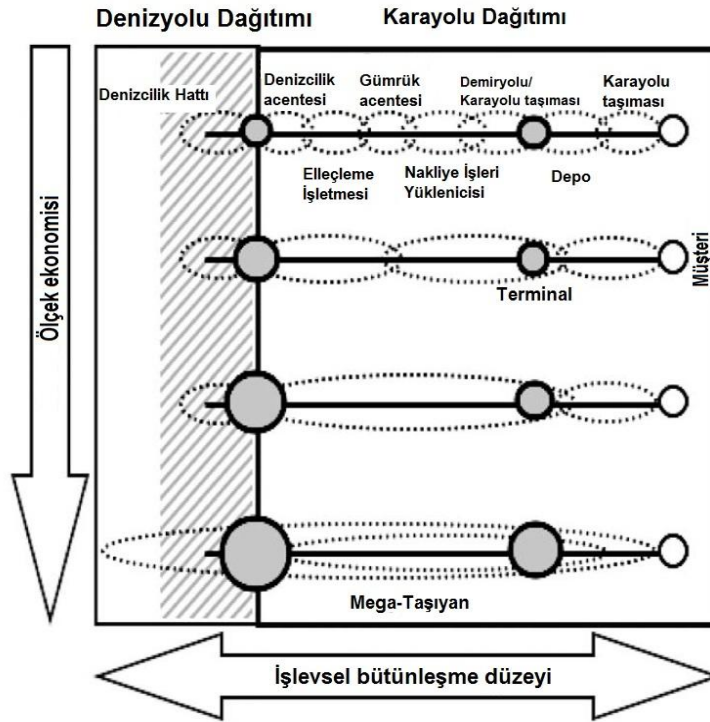 Denizyolu Dağıtımı
Karayolu Dağıtımı
Denizcilik Hattı
Denizcilik
acentesi
Gümrük
acentesi
Demiryolu/
Karayolu taşıması
Karayolu
taşıması
Elleçleme
İşletmesi
Nakliye İşleri
Yüklenicisi
Depo
Müşteri
Terminal
Ölçek ekonomisi
Mega-Taşıyan
İşlevsel bütünleşme düzeyi